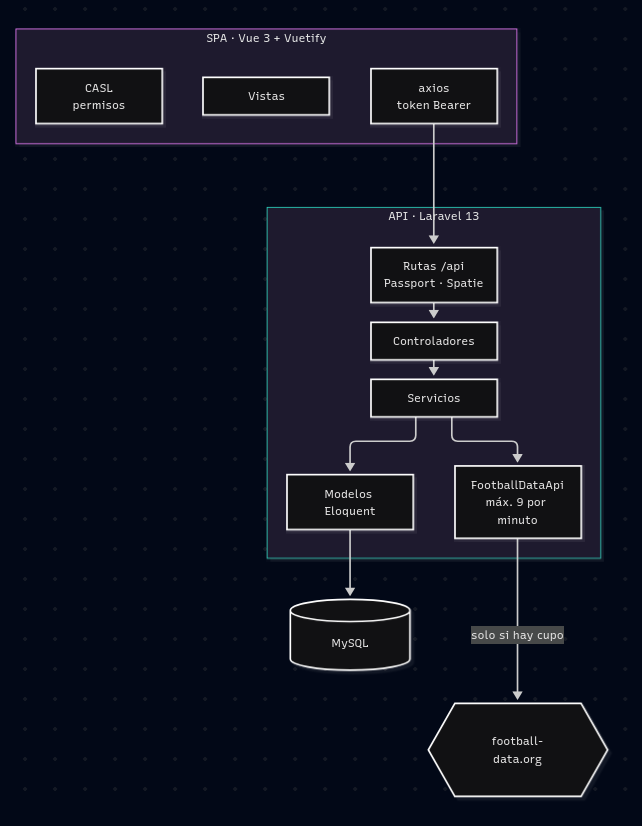 SPA · Vue 3 + Vuetify
CASL
permisos
Vistas
axios
token Bearer
API · Laravel 13
Rutas /api
Passport · Spatie
Controladores
Servicios
Modelos
Eloquent
FootballDataApi
máx. 9 por
minuto
solo si hay cupo
MySQL
football-
data.org